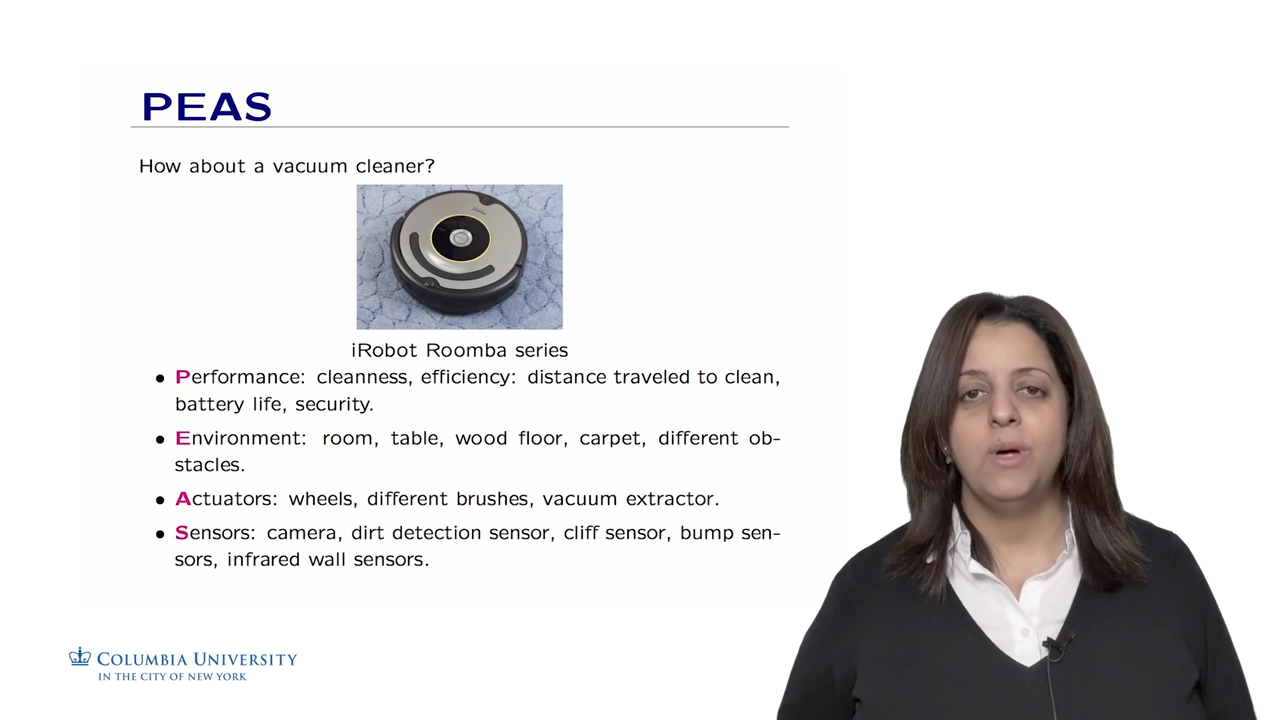 PEAS
How about a vacuum cleaner?
iRobot Roomba series
• Performance: cleanness, efficiency: distance traveled to clean,
battery life, security.
• Environment: room, table, wood floor, carpet, different ob-
stacles.
• Actuators: wheels, different brushes, vacuum extractor.
• Sensors: camera, dirt detection sensor, cliff sensor, bump sen-
sors, infrared wall sensors.
COLUMBIA UNIVERSITY
IN THE CITY OF NEW YORK